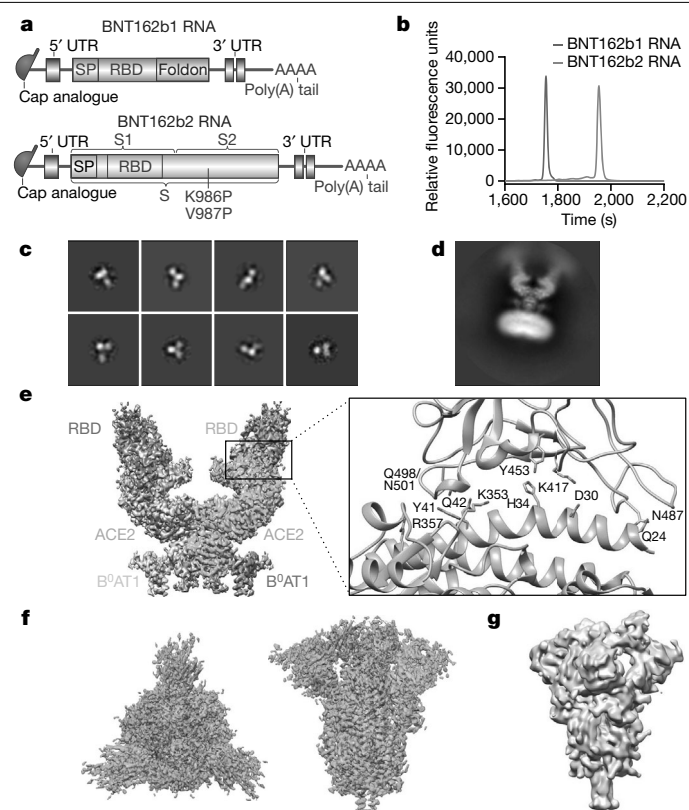 a
BNT162b1 RNA
5′ UTR
3′ UTR
SP
RBD
Foldon
AAAA
Cap analogue
Poly(A) tail
BNT162b2 RNA
S1
S2
5′ UTR
3′ UTR
SP
RBD
AAAA
Cap analogue
S
K986P
V987P
Poly(A) tail
b
BNT162b1 RNA
BNT162b2 RNA
Relative fluorescence units
40,000
30,000
20,000
10,000
0
1,600
1,800
2,000
2,200
Time (s)
c
d
e
RBD
RBD
ACE2
ACE2
B⁰AT1
B⁰AT1
Y453
Q498/
N501
K417
Q42
K353
D30
Y41
H34
N487
R357
Q24
f
g